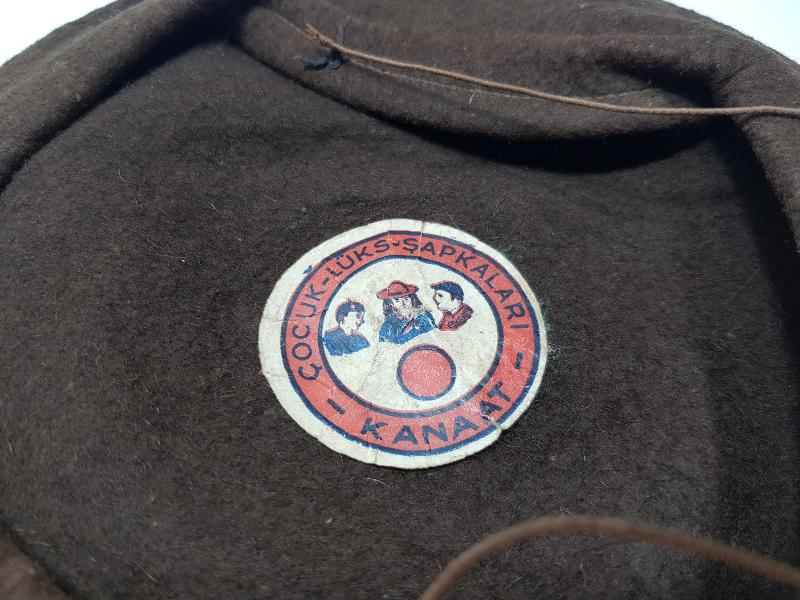 ÇOCUK-LÜKS-ŞAPKALARI
- KANAAT -